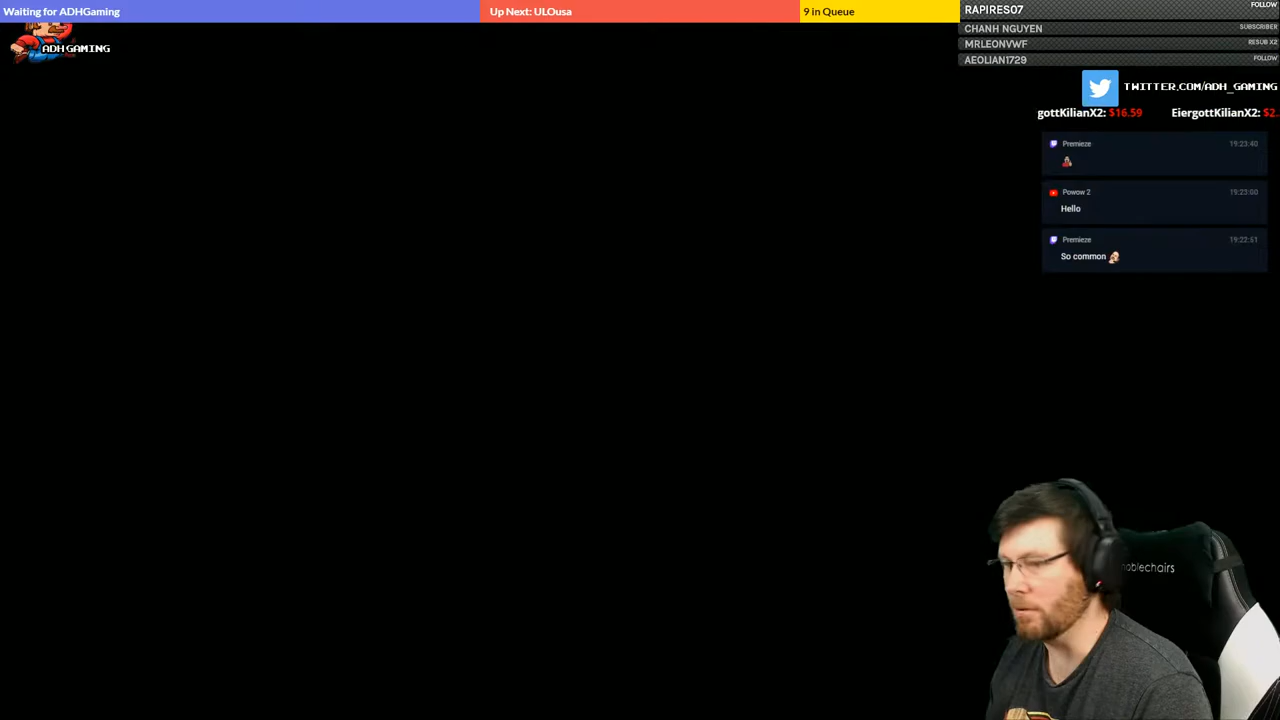 Waiting for ADHGaming
Up Next: ULOusa
9 in Queue
RAPIRES07 FOLLOW
CHANH NGUYEN SUBSCRIBER
MRLEONVWF RESUB X2
AEOLIAN1729 FOLLOW
ADH GAMING
TWITTER.COM/ADH_GAMING
gottKilianX2: $16.59 EiergottKilianX2: $2.
Premieze 19:23:40
Powow 2 19:23:00
Hello
Premieze 19:22:51
So common
noblechairs